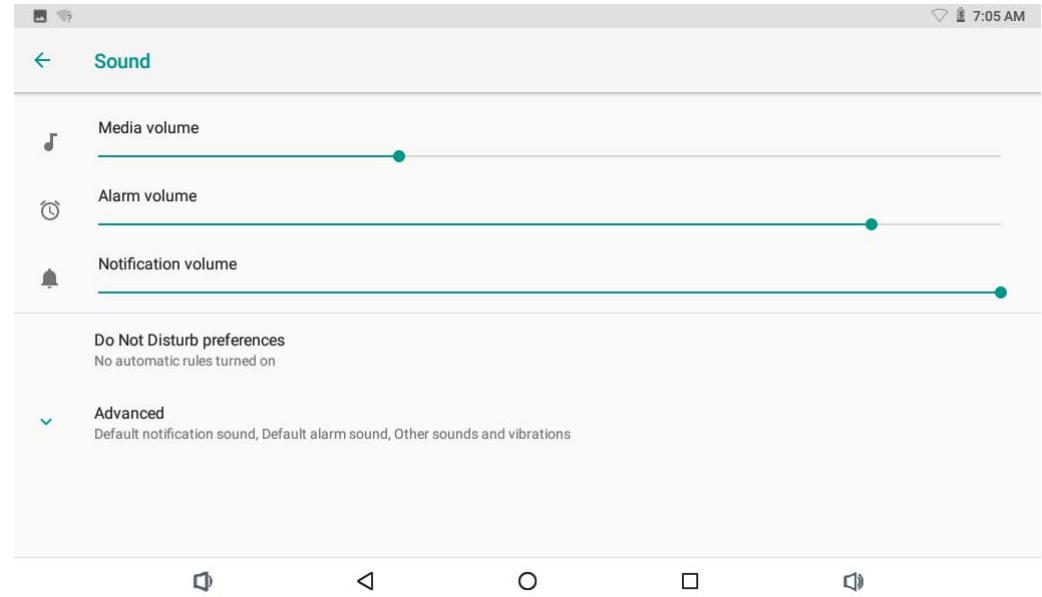 7:05 AM
Sound
Media volume
Alarm volume
Notification volume
Do Not Disturb preferences
No automatic rules turned on
Advanced
Default notification sound, Default alarm sound, Other sounds and vibrations